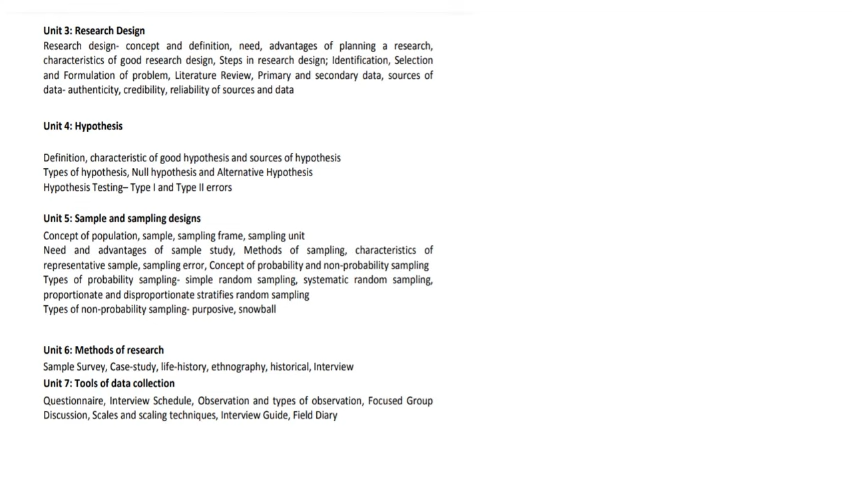 Unit 3: Research Design
Research design- concept and definition, need, advantages of planning a research,
characteristics of good research design, Steps in research design; Identification, Selection
and Formulation of problem, Literature Review, Primary and secondary data, sources of
data- authenticity, credibility, reliability of sources and data
Unit 4: Hypothesis
Definition, characteristic of good hypothesis and sources of hypothesis
Types of hypothesis, Null hypothesis and Alternative Hypothesis
Hypothesis Testing– Type I and Type II errors
Unit 5: Sample and sampling designs
Concept of population, sample, sampling frame, sampling unit
Need and advantages of sample study, Methods of sampling, characteristics of
representative sample, sampling error, Concept of probability and non-probability sampling
Types of probability sampling- simple random sampling, systematic random sampling,
proportionate and disproportionate stratifies random sampling
Types of non-probability sampling- purposive, snowball
Unit 6: Methods of research
Sample Survey, Case-study, life-history, ethnography, historical, Interview
Unit 7: Tools of data collection
Questionnaire, Interview Schedule, Observation and types of observation, Focused Group
Discussion, Scales and scaling techniques, Interview Guide, Field Diary